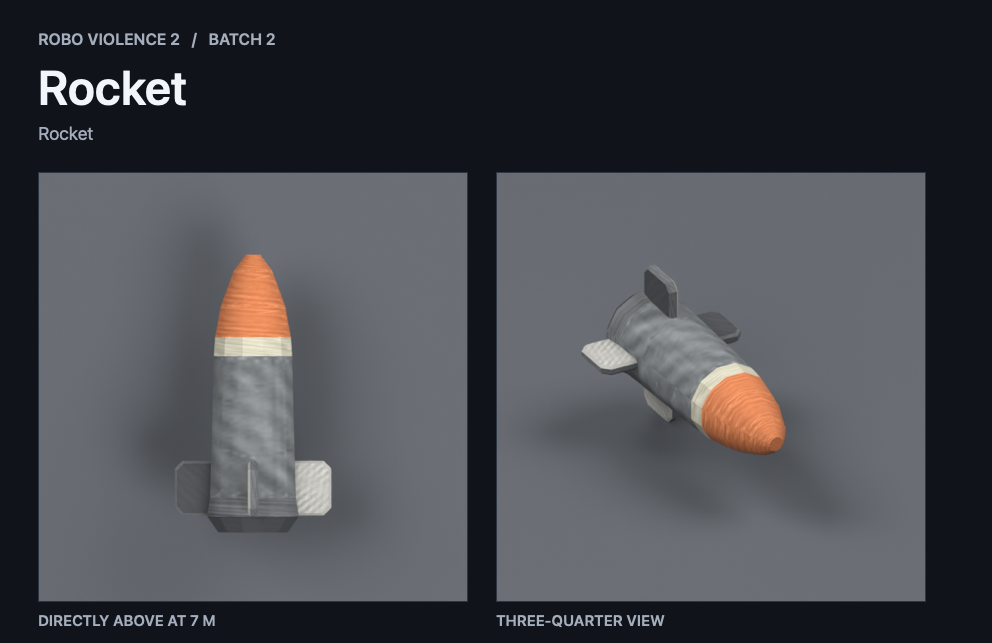 ROBO VIOLENCE 2 / BATCH 2
Rocket
Rocket
DIRECTLY ABOVE AT 7 M
THREE-QUARTER VIEW